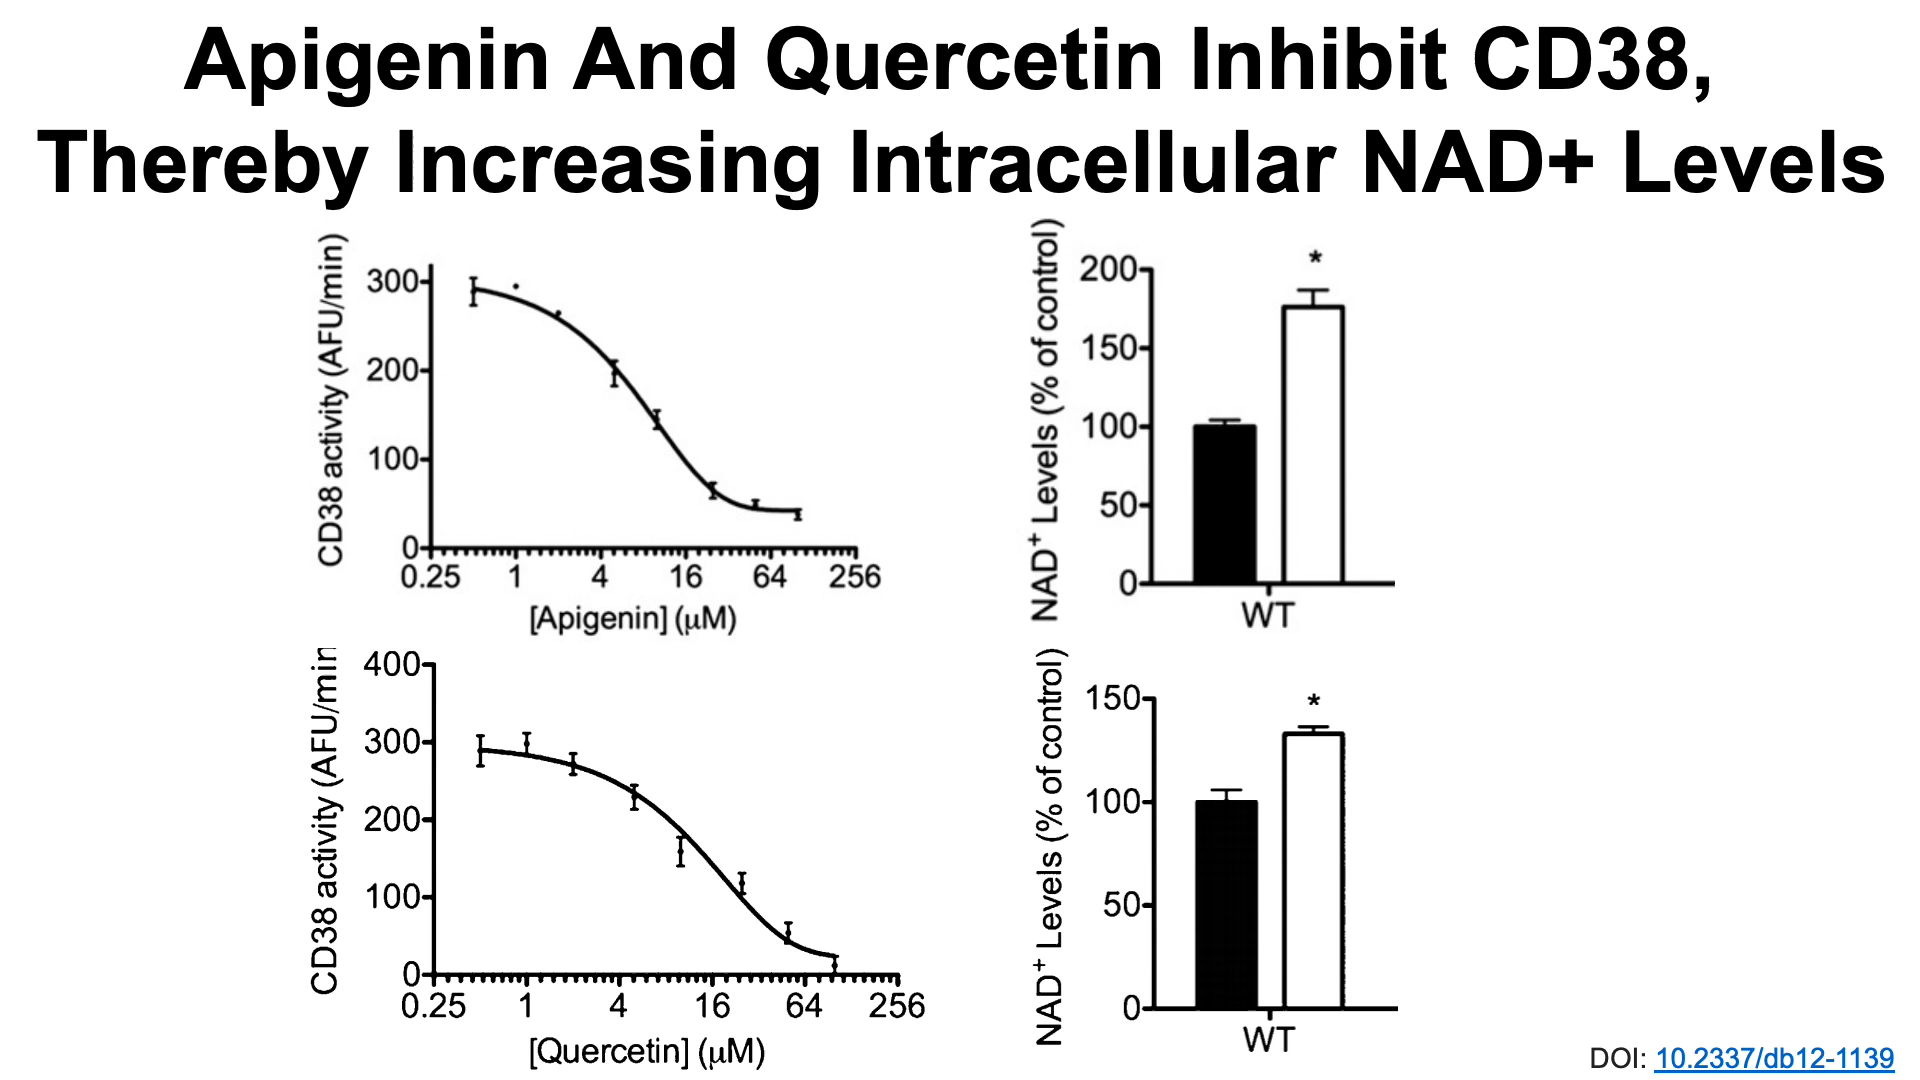 Apigenin And Quercetin Inhibit CD38,
Thereby Increasing Intracellular NAD+ Levels
CD38 activity (AFU/min)
300
200
100
0
0.25 1 4 16 64 256
[Apigenin] (μM)
NAD⁺ Levels (% of control)
200
150
100
50
0
*
WT
CD38 activity (AFU/min
400
300
200
100
0
0.25 1 4 16 64 256
[Quercetin] (μM)
NAD⁺ Levels (% of control)
150
100
50
0
*
WT
DOI: 10.2337/db12-1139